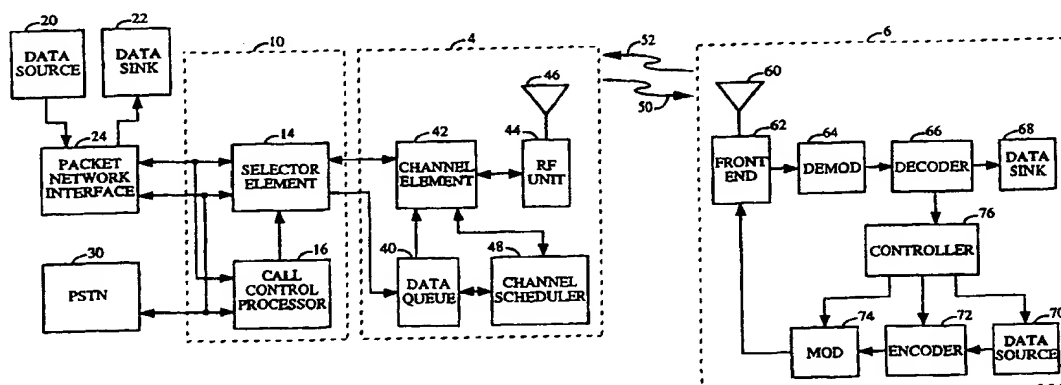 20
DATA
SOURCE
22
DATA
SINK
24
PACKET
NETWORK
INTERFACE
30
PSTN
10
14
SELECTOR
ELEMENT
16
CALL
CONTROL
PROCESSOR
4
42
CHANNEL
ELEMENT
46
44
RF
UNIT
40
DATA
QUEUE
48
CHANNEL
SCHEDULER
52
50
6
60
62
FRONT
END
64
DEMOD
66
DECODER
68
DATA
SINK
76
CONTROLLER
74
MOD
72
ENCODER
70
DATA
SOURCE